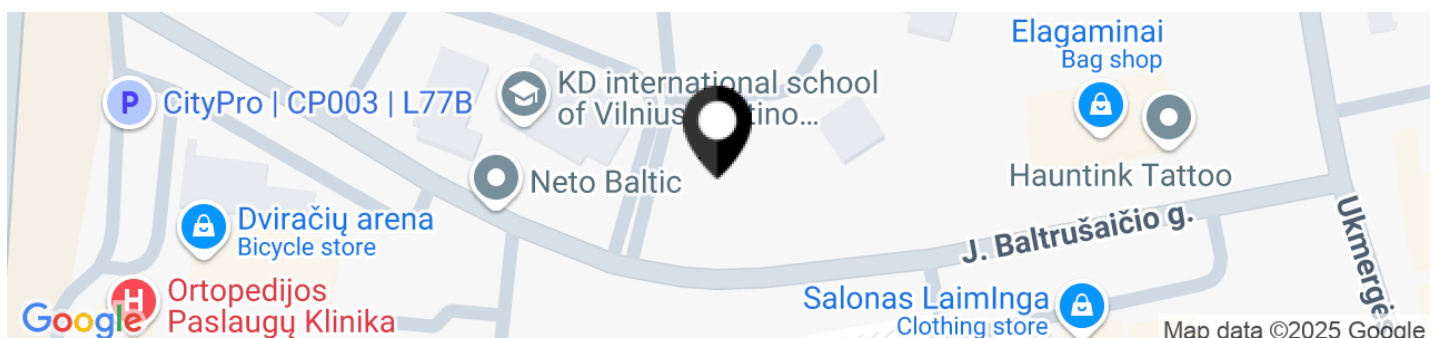 Elagaminai
Bag shop
P
CityPro | CP003 | L77B
KD international school
of Vilnius
Neto Baltic
Hauntink Tattoo
Dviračių arena
Bicycle store
J. Baltrušaičio g.
H
Ortopedijos
Paslaugų Klinika
Salonas LaimInga
Clothing store
Google
Map data ©2025 Google